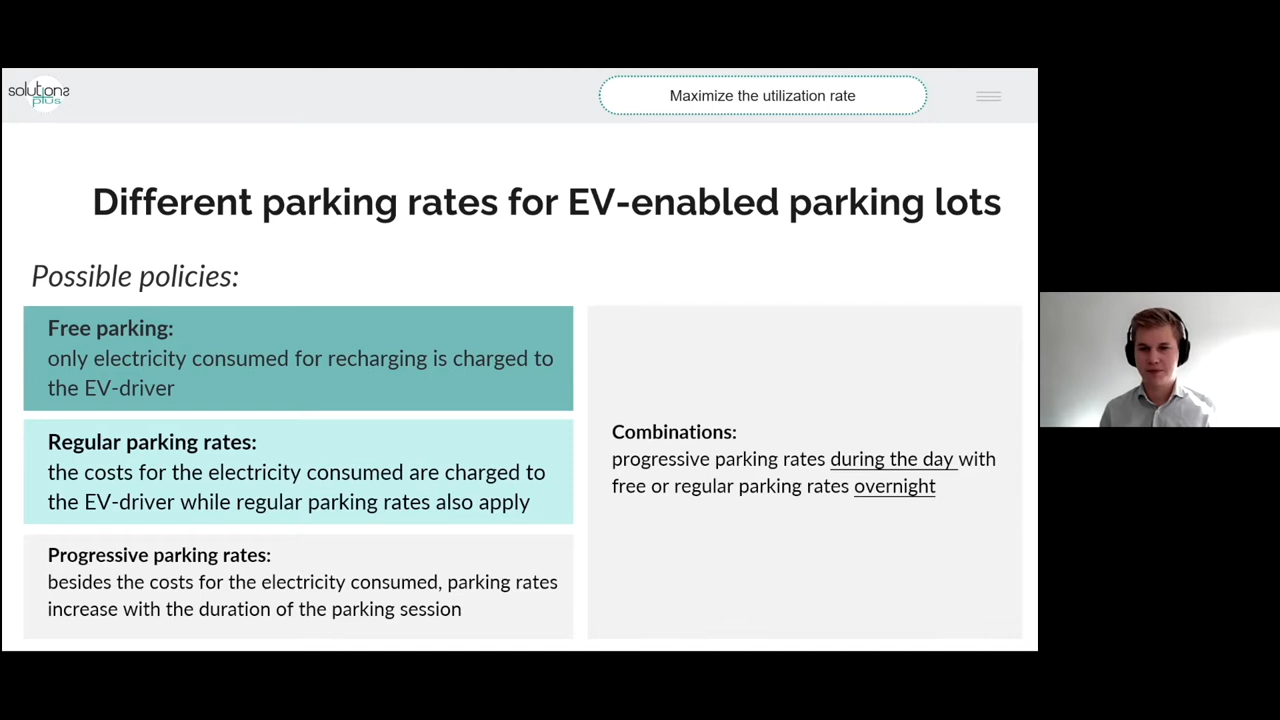 solutions
plus
Maximize the utilization rate
Different parking rates for EV-enabled parking lots
Possible policies:
Free parking:
only electricity consumed for recharging is charged to
the EV-driver
Regular parking rates:
the costs for the electricity consumed are charged to
the EV-driver while regular parking rates also apply
Progressive parking rates:
besides the costs for the electricity consumed, parking rates
increase with the duration of the parking session
Combinations:
progressive parking rates during the day with
free or regular parking rates overnight